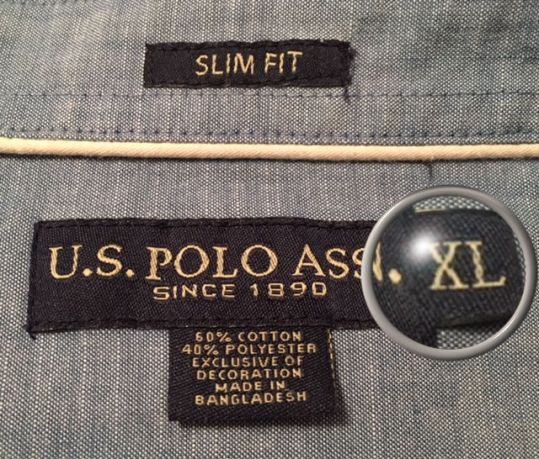 SLIM FIT
U.S. POLO ASSN. XL
SINCE 1890
60% COTTON
40% POLYESTER
EXCLUSIVE OF
DECORATION
MADE IN
BANGLADESH